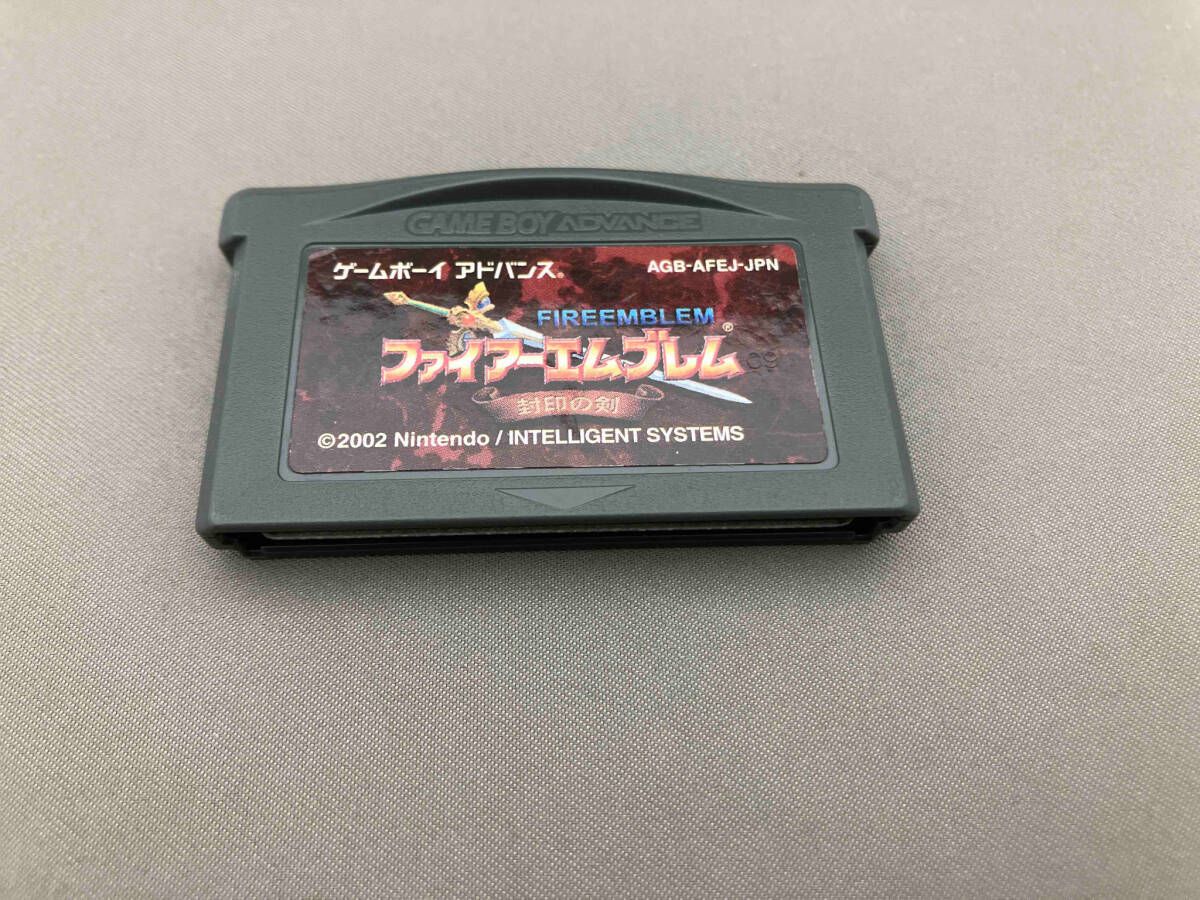 GAME BOY ADVANCE
ゲームボーイ アドバンス®
AGB-AFEJ-JPN
FIREEMBLEM
ファイアーエムブレム®
09
封印の剣
©2002 Nintendo / INTELLIGENT SYSTEMS